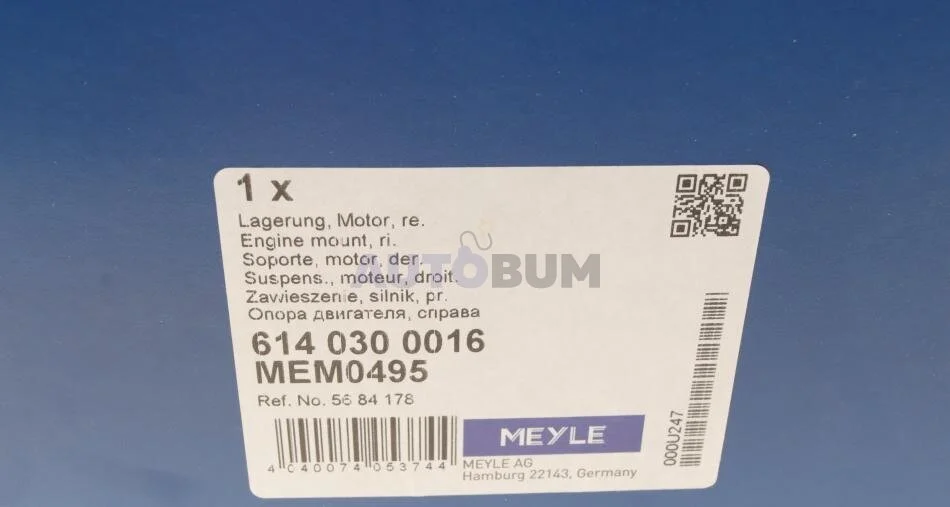 1 x
Lagerung, Motor, re.
Engine mount, ri.
Soporte, motor, der.
Suspens., moteur, droit.
Zawieszenie, silnik, pr.
Опора двигателя, справа
AUTOBUM
614 030 0016
MEM0495
Ref. No. 56 84 178
4 040074 053744
MEYLE
MEYLE AG
Hamburg 22143, Germany
000U247